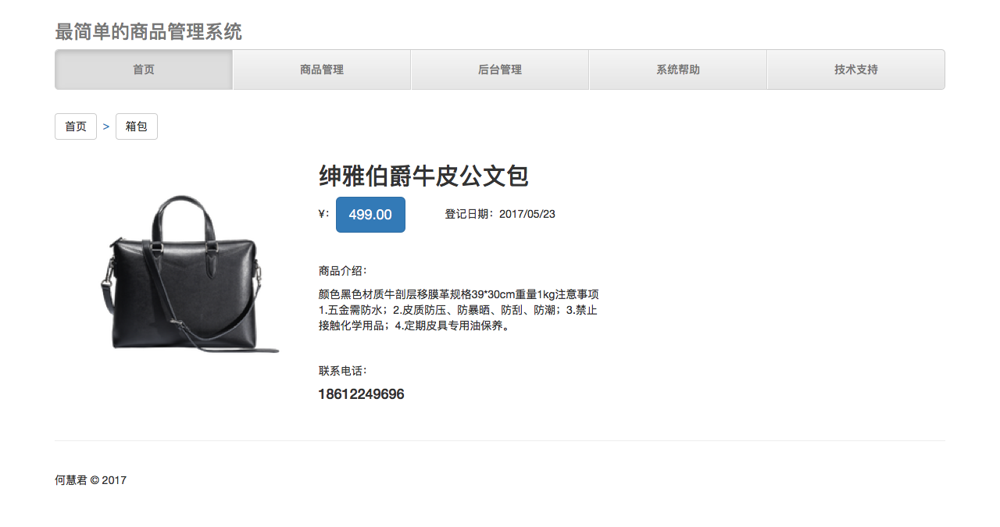 最简单的商品管理系统
首页 商品管理 后台管理 系统帮助 技术支持
首页 > 箱包
绅雅伯爵牛皮公文包
¥: 499.00 登记日期：2017/05/23
商品介绍：
颜色黑色材质牛剖层移膜革规格39*30cm重量1kg注意事项
1.五金需防水；2.皮质防压、防暴晒、防刮、防潮；3.禁止
接触化学用品；4.定期皮具专用油保养。
联系电话：
18612249696
何慧君 © 2017